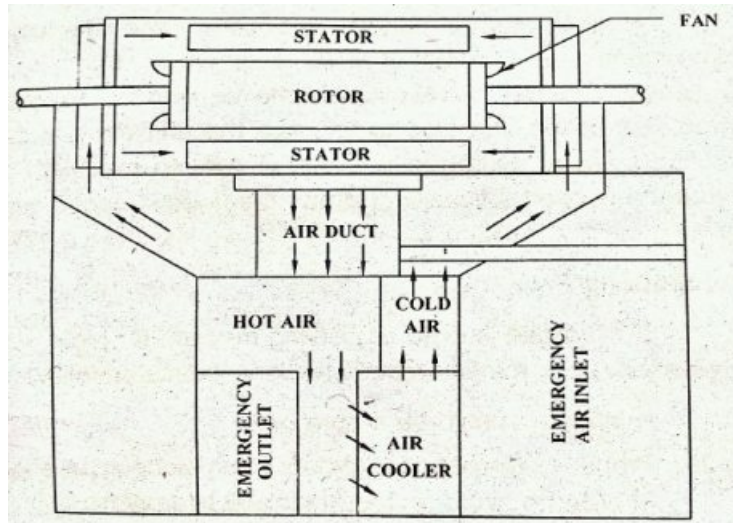 FAN
STATOR
ROTOR
STATOR
AIR DUCT
HOT AIR
COLD
AIR
EMERGENCY
OUTLET
AIR
COOLER
EMERGENCY
AIR INLET